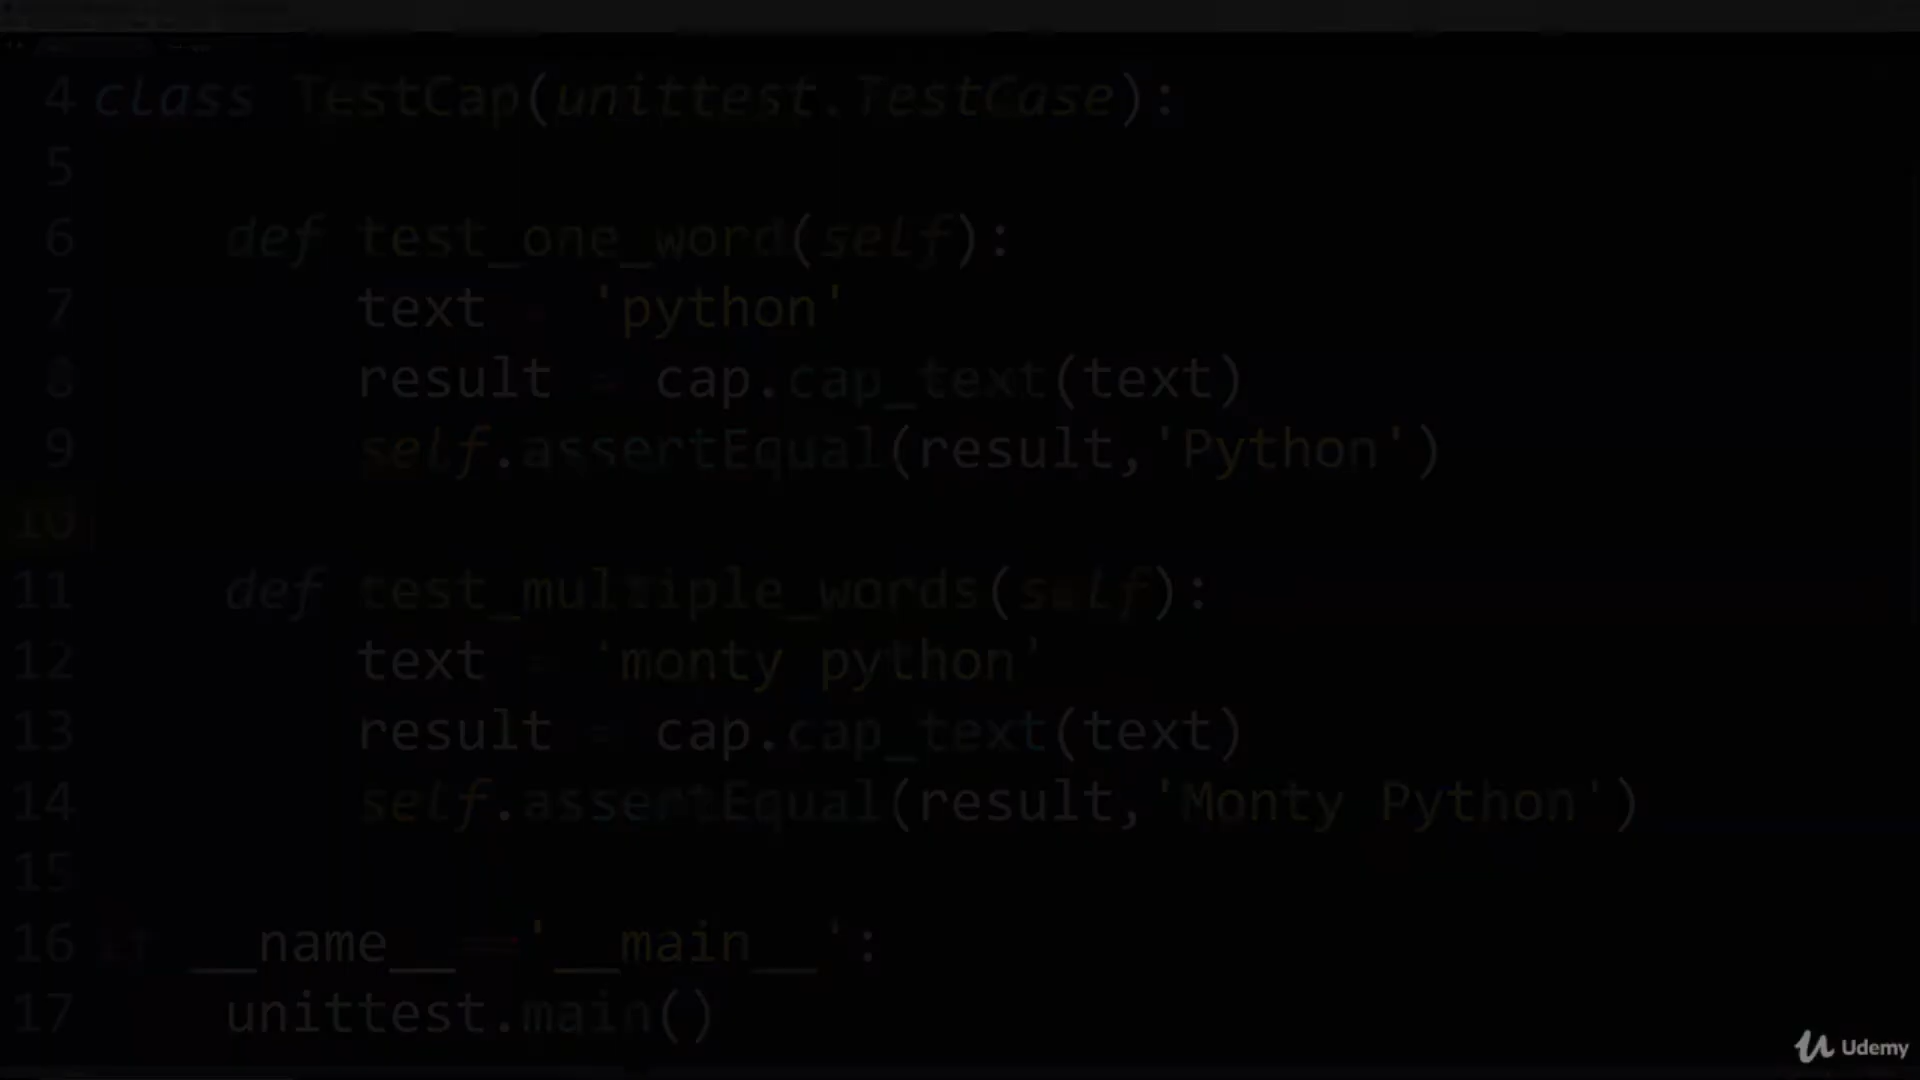 4 class TestCap(unittest.TestCase):
5
6 def test_one_word(self):
7 text = 'python'
8 result = cap.cap_text(text)
9 self.assertEqual(result,'Python')
10
11 def test_multiple_words(self):
12 text = 'monty python'
13 result = cap.cap_text(text)
14 self.assertEqual(result,'Monty Python')
15
16 if __name__ == '__main__':
17 unittest.main()
Udemy